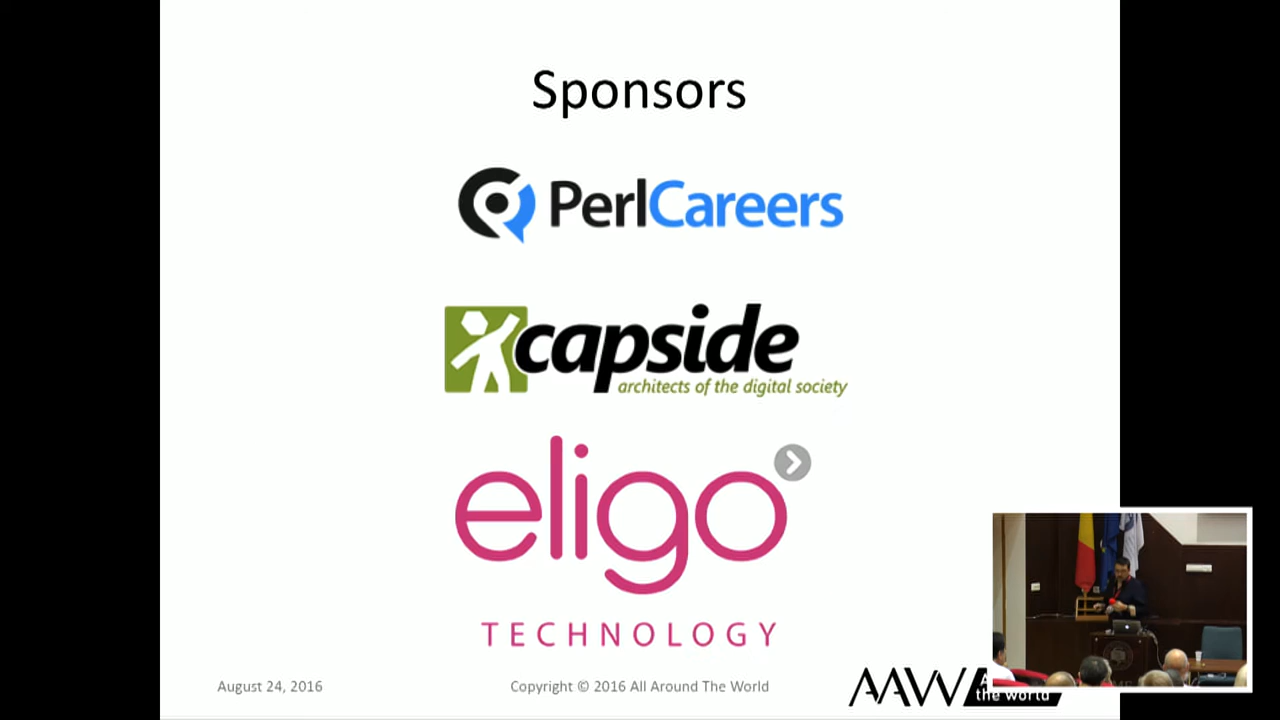 Sponsors
PerlCareers
capside
architects of the digital society
eligo
TECHNOLOGY
August 24, 2016
Copyright © 2016 All Around The World
AAW
the world